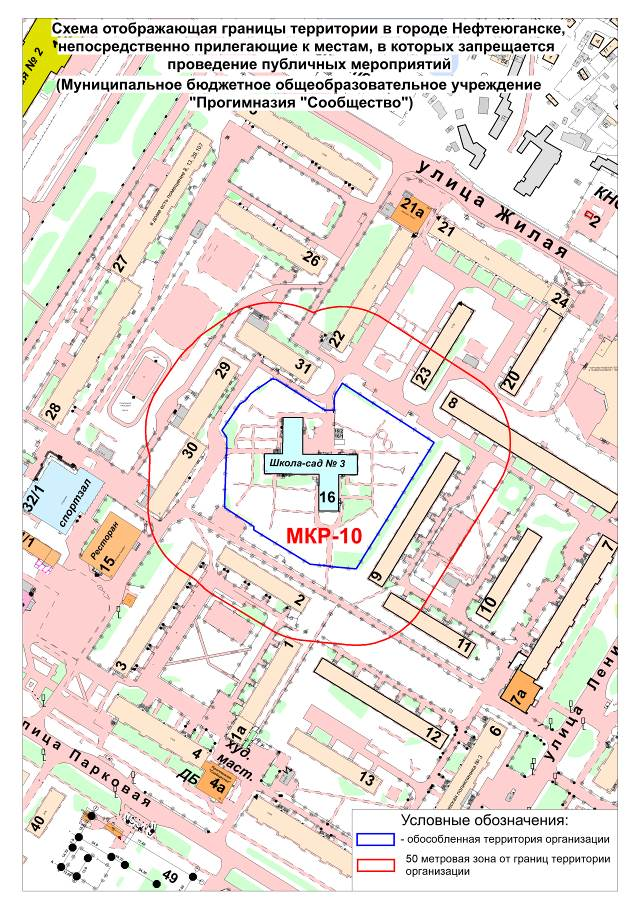 Схема отображающая границы территории в городе Нефтеюганске,
непосредственно прилегающие к местам, в которых запрещается
проведение публичных мероприятий
(Муниципальное бюджетное общеобразовательное учреждение
"Прогимназия "Сообщество")
№ 2
улица Жилая
21а
21
2
27
26
24
22
31
29
23
20
28
8
30
Школа-сад № 3
16
МКР-10
32/1
спортзал
Ресторан
15
9
7
10
2
11
3
1
7а
1а
12
6
худ.
маст.
4
ДБ
4а
13
улица Парковая
40
49
Условные обозначения:
- обособленная территория организации
50 метровая зона от границ территории
организации